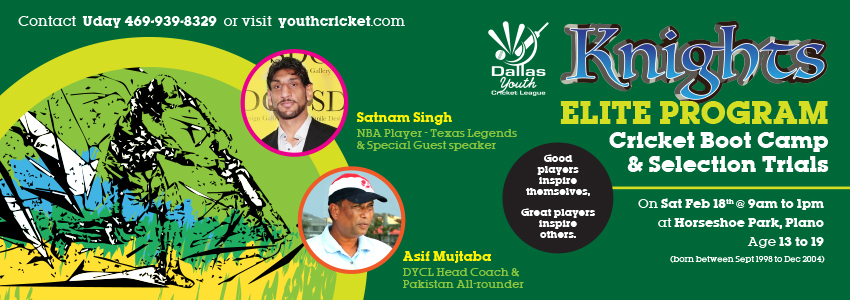 Contact Uday 469-939-8329 or visit youthcricket.com
Dallas
Youth
Cricket League
Knights
ELITE PROGRAM
Cricket Boot Camp
& Selection Trials
Satnam Singh
NBA Player - Texas Legends
& Special Guest speaker
Good
players
inspire
themselves,
Great players
inspire
others.
On Sat Feb 18th @ 9am to 1pm
at Horseshoe Park, Plano
Age 13 to 19
(born between Sept 1998 to Dec 2004)
Asif Mujtaba
DYCL Head Coach &
Pakistan All-rounder